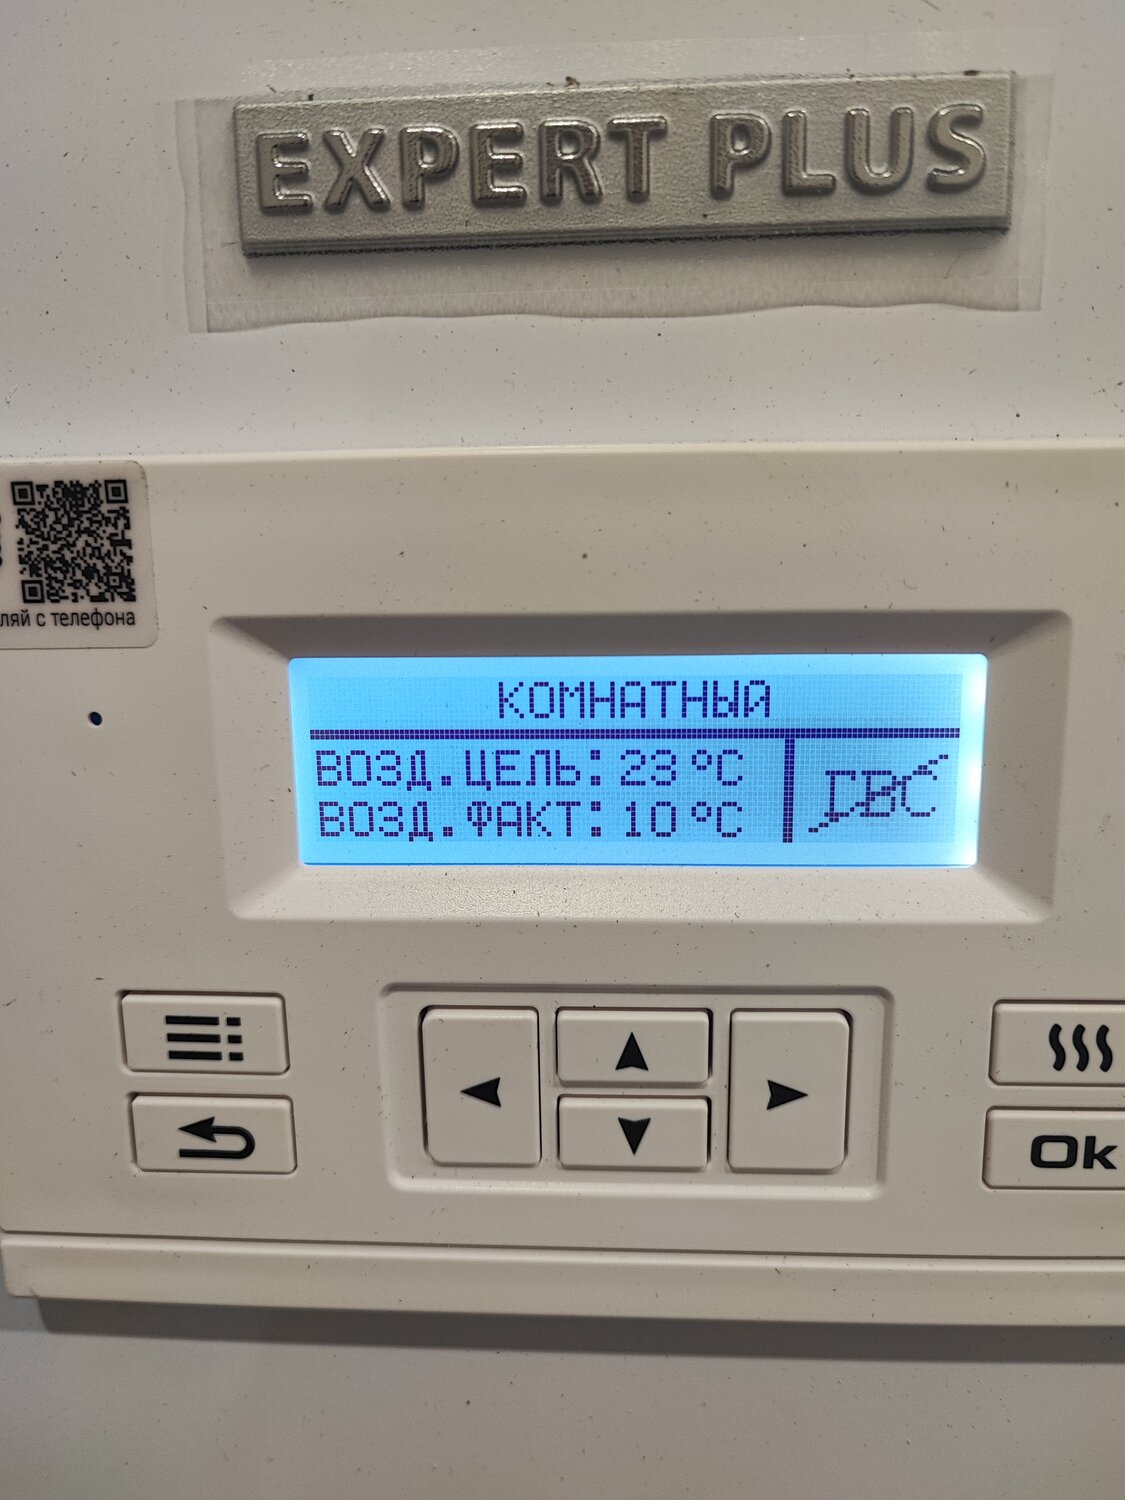 EXPERT PLUS
ляй с телефона
КОМНАТНЫЙ
ВОЗД.ЦЕЛЬ: 23°C
ВОЗД.ФАКТ: 10°C
ГВС
Ok